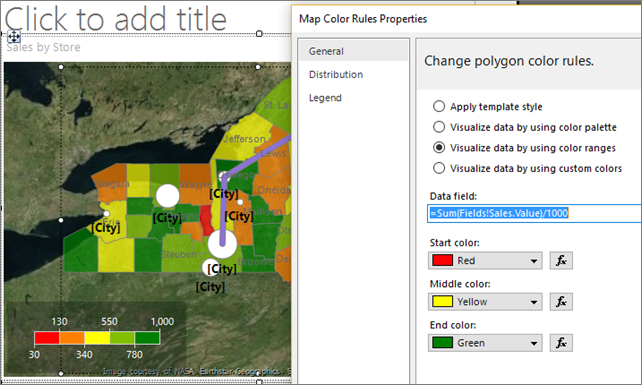 Click to add title
Sales by Store
St. La
Jefferson
Lewis
Niagara
Wayne
Oneida
Erie
[City]
[City]
[City]
Steuben
[City]
[City]
130 550 1,000
30 340 780
Image courtesy of NASA Earthstar Geographics S
Map Color Rules Properties
General
Distribution
Legend
Change polygon color rules.
Apply template style
Visualize data by using color palette
Visualize data by using color ranges
Visualize data by using custom colors
Data field:
=Sum(Fields!Sales.Value)/1000
Start color:
Red
fx
Middle color:
Yellow
fx
End color:
Green
fx